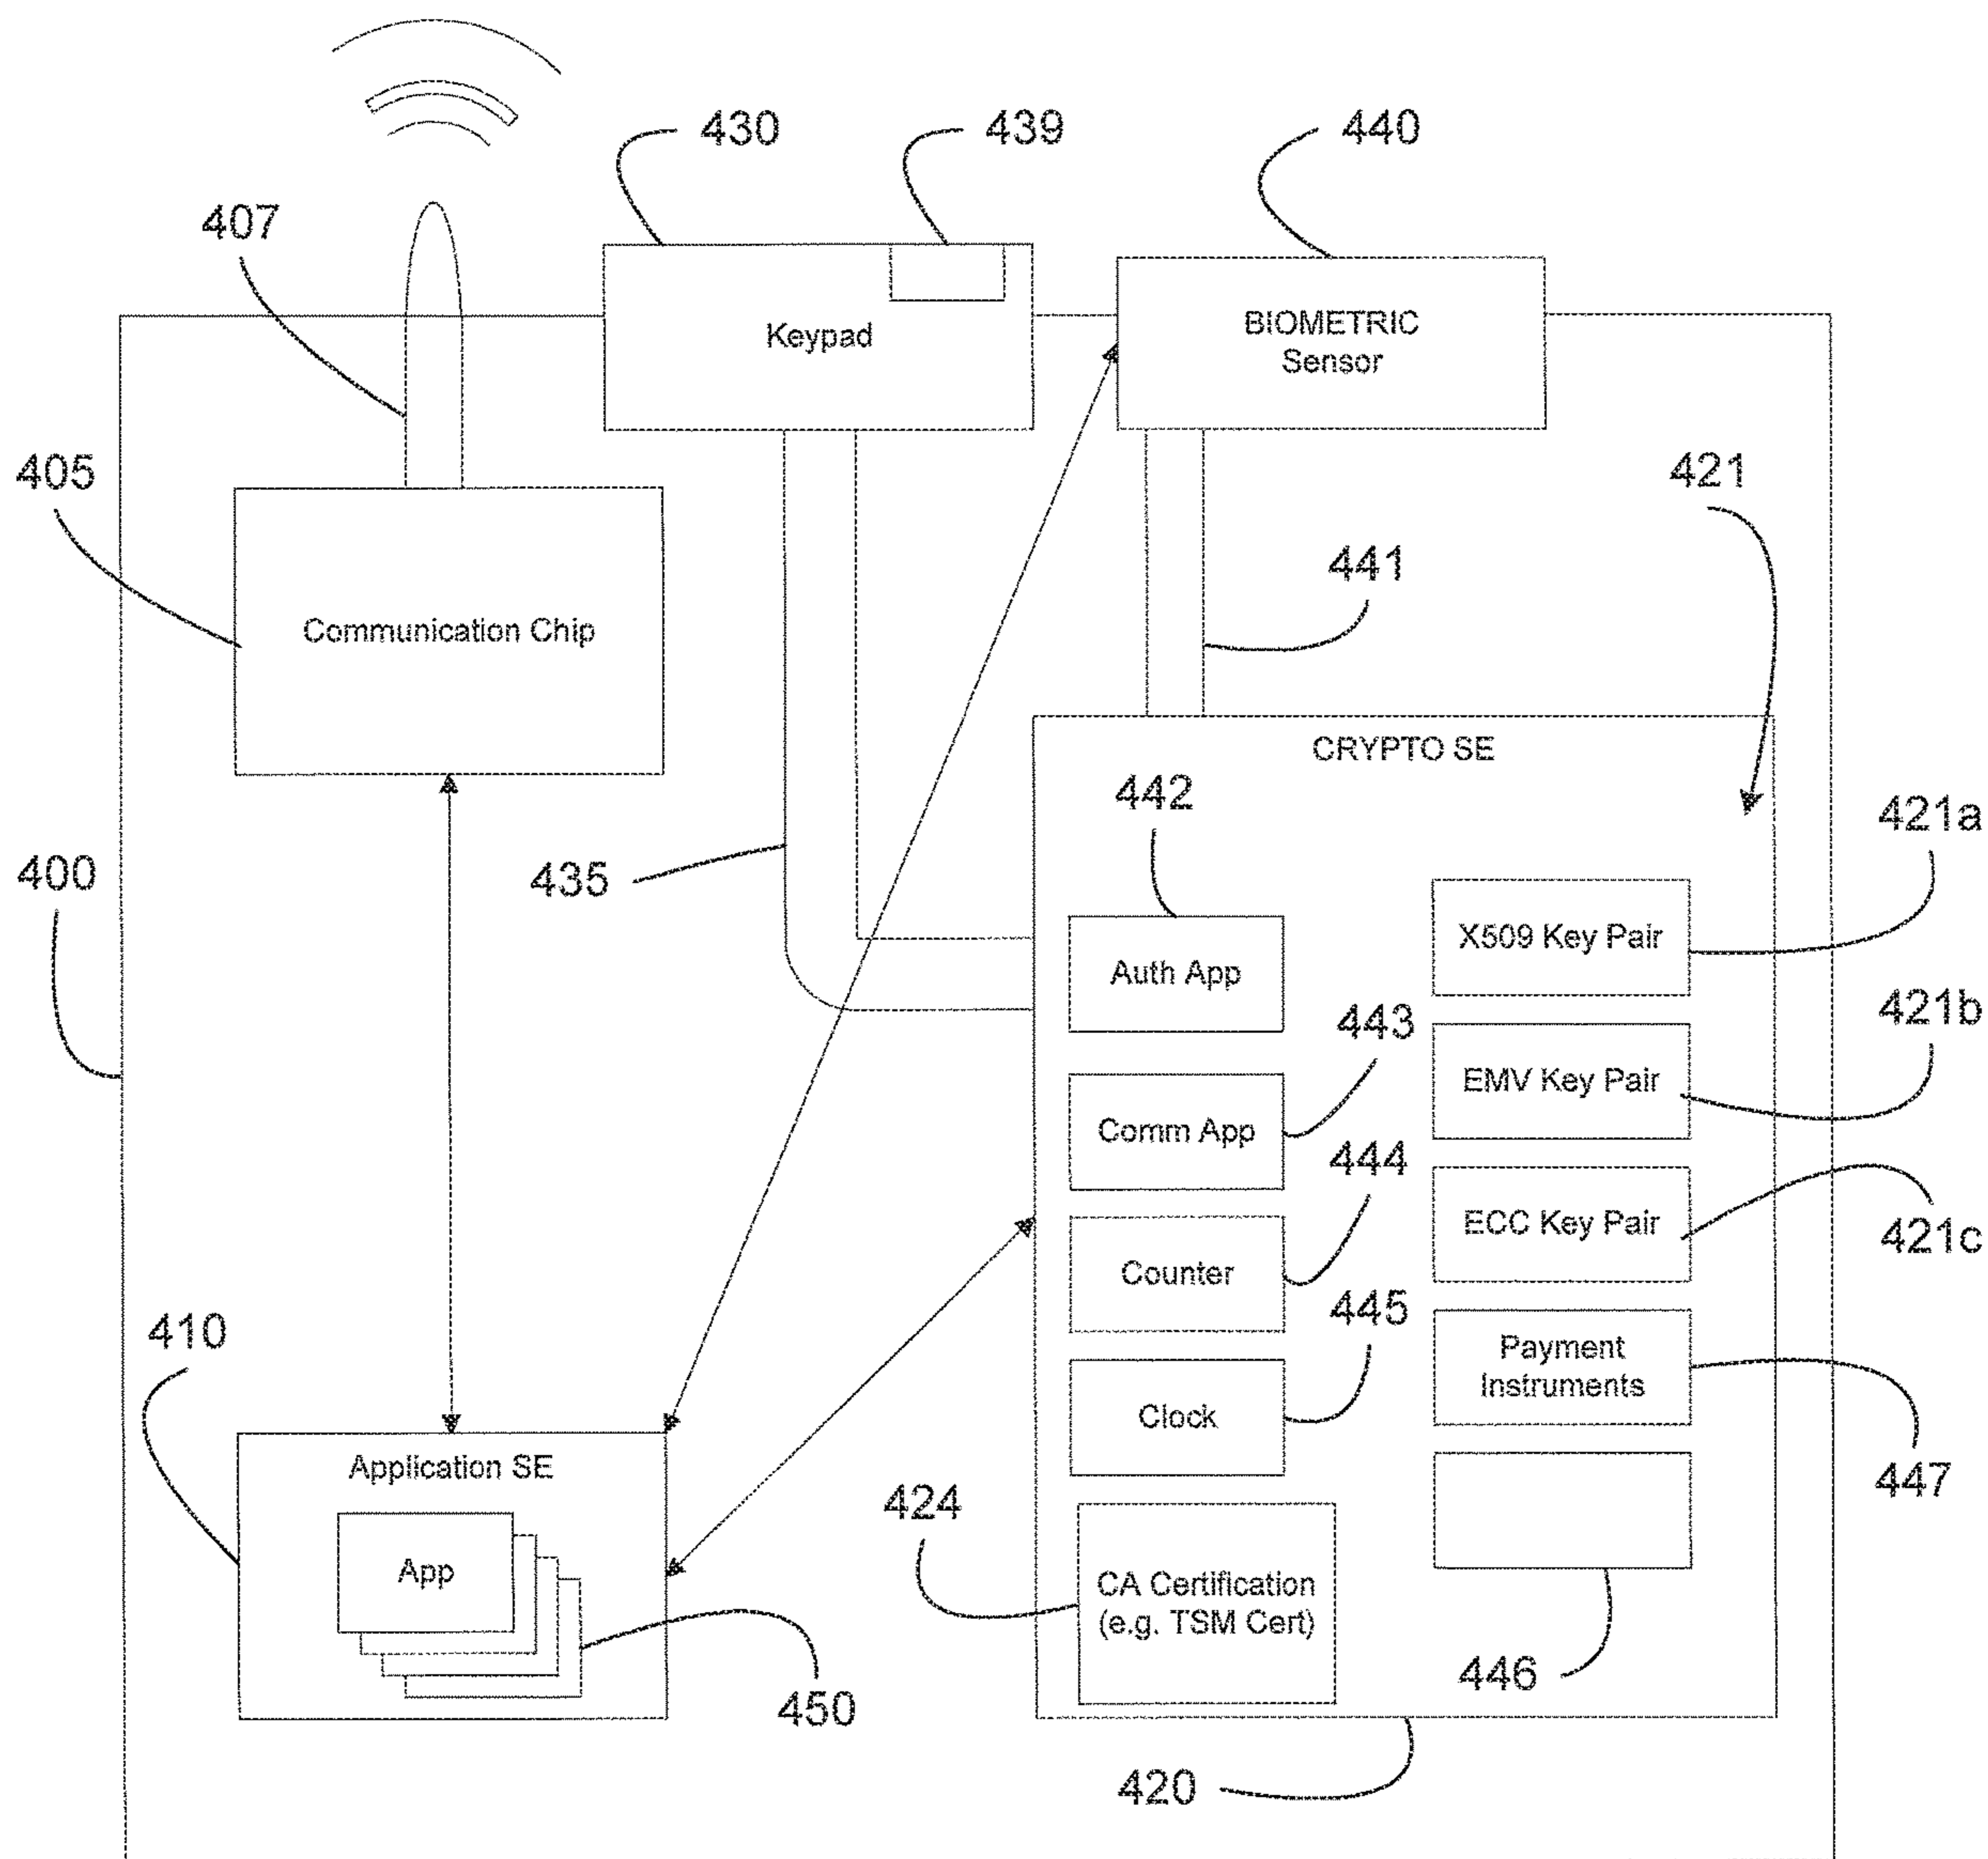 430
439
440
407
Keypad
BIOMETRIC
Sensor
405
421
441
Communication Chip
CRYPTO SE
442
421a
400
435
X509 Key Pair
Auth App
421b
443
EMV Key Pair
Comm App
444
ECC Key Pair
421c
Counter
445
410
Payment
Instruments
Clock
447
Application SE
424
App
CA Certification
(e.g. TSM Cert)
446
450
420